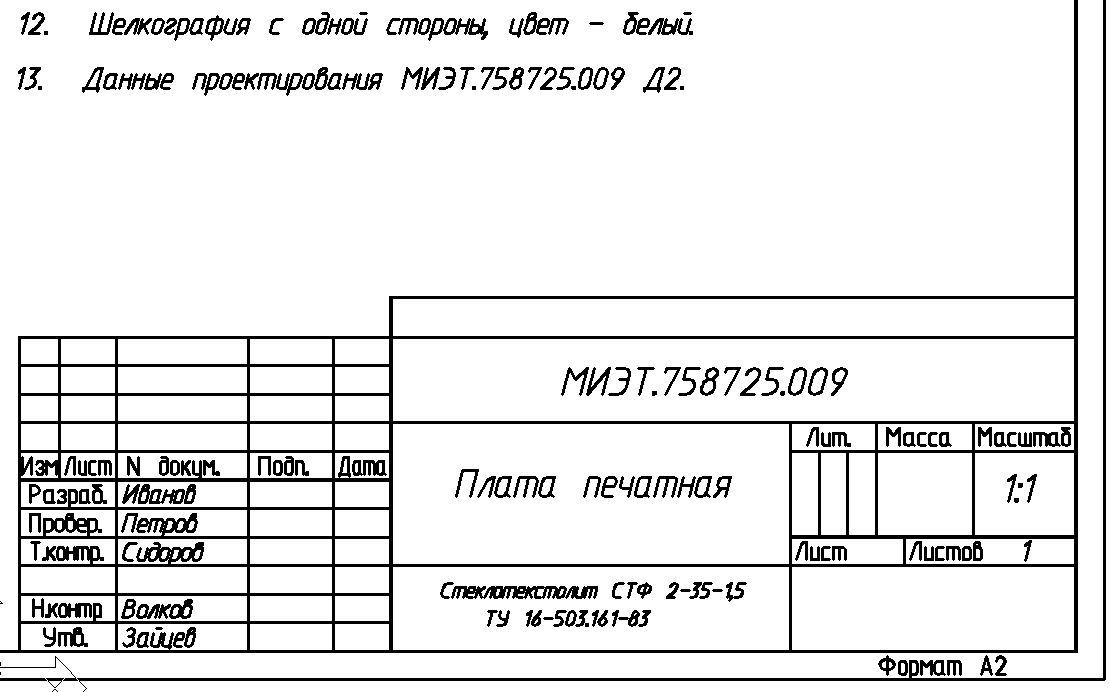 12. Шелкография с одной стороны, цвет - белый.
13. Данные проектирования МИЭТ.758725.009 Д2.
МИЭТ.758725.009
Лит. Масса Масштаб
Изм Лист N докум. Подп. Дата
Плата печатная
1:1
Разраб. Иванов
Провер. Петров
Т.контр. Сидоров
Лист Листов 1
Стеклотекстолит СТФ 2-35-1,5
ТУ 16-503.161-83
Н.контр Волков
Утв. Зайцев
Формат А2